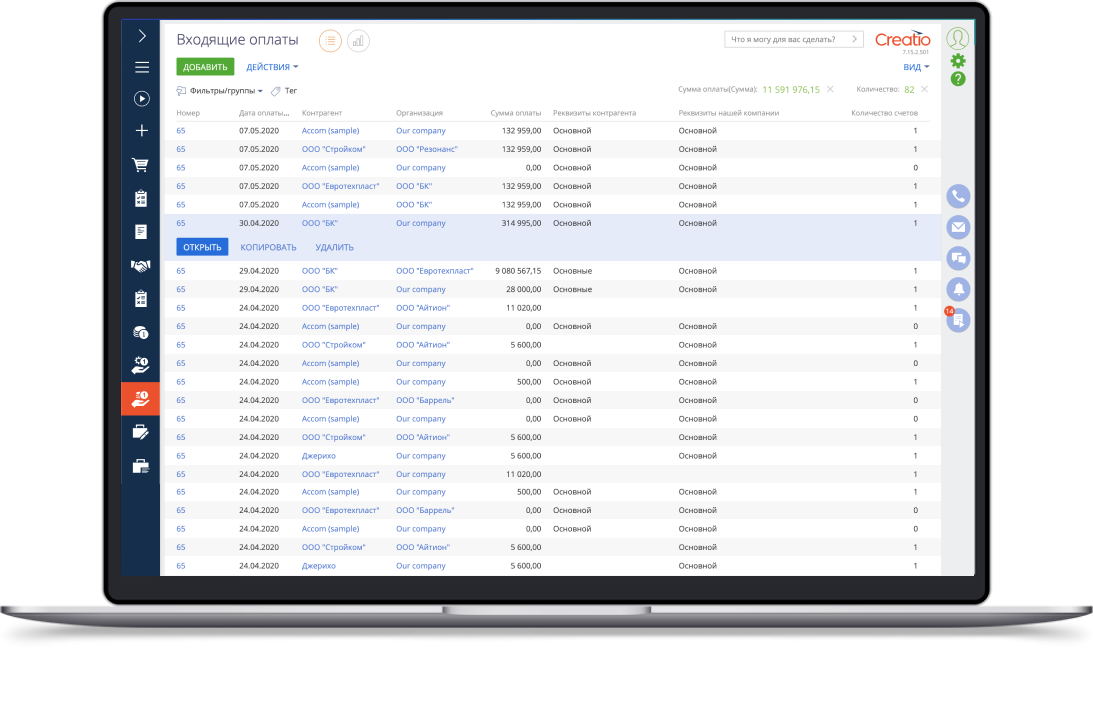 Входящие оплаты
Что я могу для вас сделать?
Creatio
7.15.2.501
ДОБАВИТЬ ДЕЙСТВИЯ ВИД
Фильтры/группы Тег Сумма оплаты(Сумма): 11 591 976,15 Количество: 82
Номер Дата оплаты... Контрагент Организация Сумма оплаты Реквизиты контрагента Реквизиты нашей компании Количество счетов
65 07.05.2020 Accom (sample) Our company 132 959,00 Основной Основной 1
65 07.05.2020 ООО "Стройком" ООО "Резонанс" 132 959,00 Основной Основной 1
65 07.05.2020 Accom (sample) Our company 0,00 Основной Основной 0
65 07.05.2020 ООО "Евротехпласт" ООО "БК" 132 959,00 Основной Основной 1
65 07.05.2020 Accom (sample) ООО "БК" 132 959,00 Основной Основной 1
65 30.04.2020 ООО "БК" Our company 314 995,00 Основной Основной 1
ОТКРЫТЬ КОПИРОВАТЬ УДАЛИТЬ
65 29.04.2020 ООО "БК" ООО "Евротехпласт" 9 080 567,15 Основные Основной 1
65 29.04.2020 ООО "БК" Our company 28 000,00 Основные Основной 1
65 24.04.2020 ООО "Евротехпласт" ООО "Айтион" 11 020,00 1
65 24.04.2020 Accom (sample) Our company 0,00 Основной Основной 0
65 24.04.2020 ООО "Стройком" ООО "Айтион" 5 600,00 Основной 1
65 24.04.2020 Accom (sample) Our company 0,00 Основной Основной 0
65 24.04.2020 Accom (sample) Our company 500,00 Основной Основной 1
65 24.04.2020 ООО "Евротехпласт" ООО "Баррель" 0,00 Основной Основной 0
65 24.04.2020 Accom (sample) Our company 0,00 Основной Основной 0
65 24.04.2020 ООО "Стройком" ООО "Айтион" 5 600,00 Основной 1
65 24.04.2020 Джерихо Our company 5 600,00 Основной 1
65 24.04.2020 ООО "Евротехпласт" Our company 11 020,00 1
65 24.04.2020 Accom (sample) Our company 500,00 Основной Основной 1
65 24.04.2020 ООО "Евротехпласт" ООО "Баррель" 0,00 Основной Основной 0
65 24.04.2020 Accom (sample) Our company 0,00 Основной Основной 0
65 24.04.2020 ООО "Стройком" ООО "Айтион" 5 600,00 Основной 1
65 24.04.2020 Джерихо Our company 5 600,00 Основной 1
14